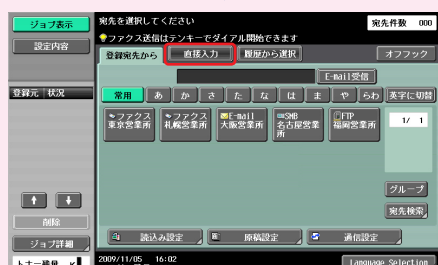 ジョブ表示
設定内容
登録元 状況
削除
ジョブ詳細
トナー残量 K
宛先を選択してください
宛先件数 000
ファクス送信はテンキーでダイアル開始できます
登録宛先から 直接入力 履歴から選択 オフフック
E-mail受信
常用 あ か さ た な は ま や らわ 英字に切替
ファクス
東京営業所
ファクス
札幌営業所
E-mail
大阪営業所
SMB
名古屋営業所
FTP
福岡営業所
1/ 1
グループ
宛先検索
読込み設定 原稿設定 通信設定
2009/11/05 16:02
Language Selection